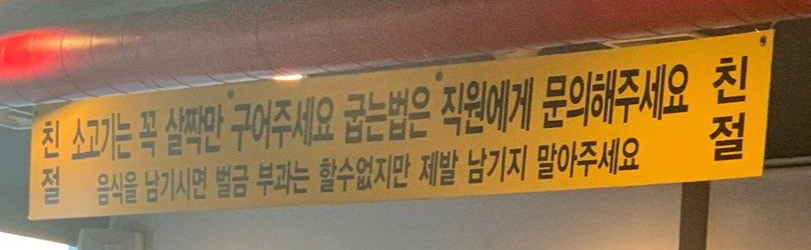 친절
소고기는 꼭 살짝만 구어주세요 굽는법은 직원에게 문의해주세요
음식을 남기시면 벌금 부과는 할수없지만 제발 남기지 말아주세요
친절